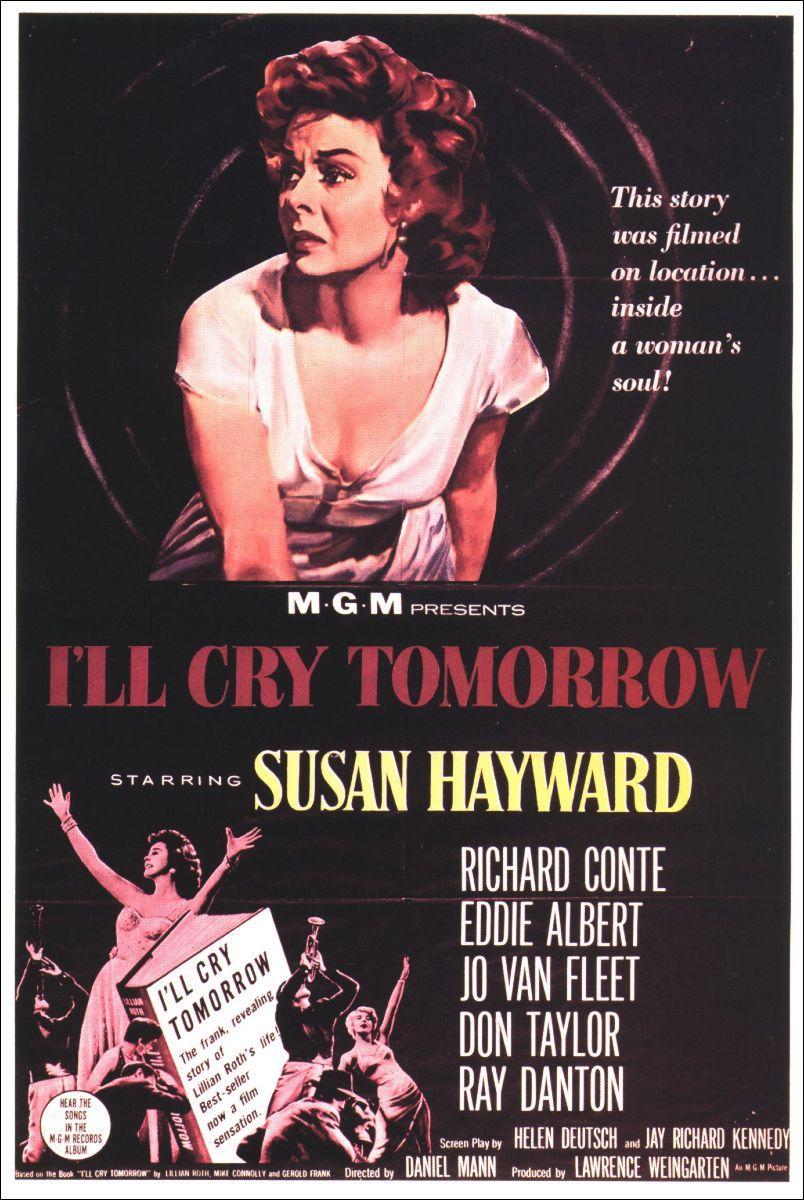 This story
was filmed
on location...
inside
a woman's
soul!
M·G·M PRESENTS
I'LL CRY TOMORROW
STARRING SUSAN HAYWARD
RICHARD CONTE
EDDIE ALBERT
JO VAN FLEET
DON TAYLOR
RAY DANTON
I'LL CRY
TOMORROW
The frank, revealing
story of
Lillian Roth's life!
Best-seller
now a film
sensation.
LILLIAN
ROTH
HEAR THE
SONGS
IN THE
M-G-M RECORDS
ALBUM
Screen Play by HELEN DEUTSCH and JAY RICHARD KENNEDY
Based on the Book "I'LL CRY TOMORROW" by LILLIAN ROTH, MIKE CONNOLLY and GEROLD FRANK Directed by DANIEL MANN Produced by LAWRENCE WEINGARTEN An M-G-M Picture